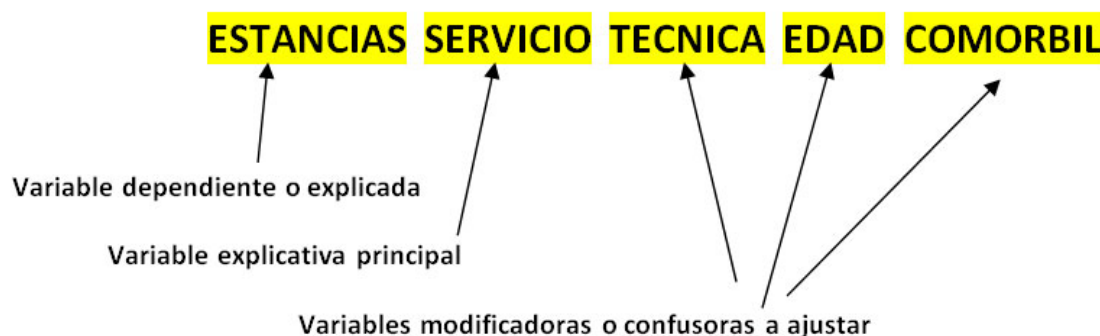 ESTANCIAS SERVICIO TECNICA EDAD COMORBIL
Variable dependiente o explicada
Variable explicativa principal
Variables modificadoras o confusoras a ajustar